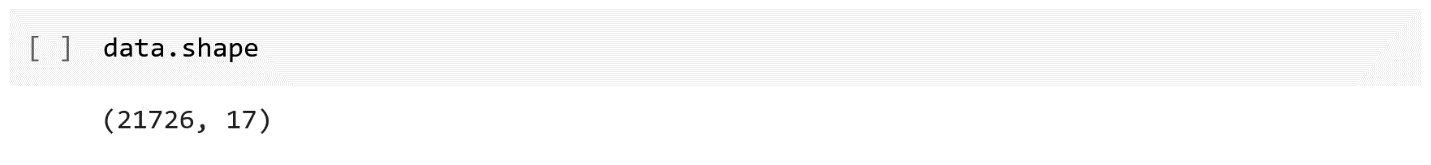 [ ] data.shape
(21726, 17)